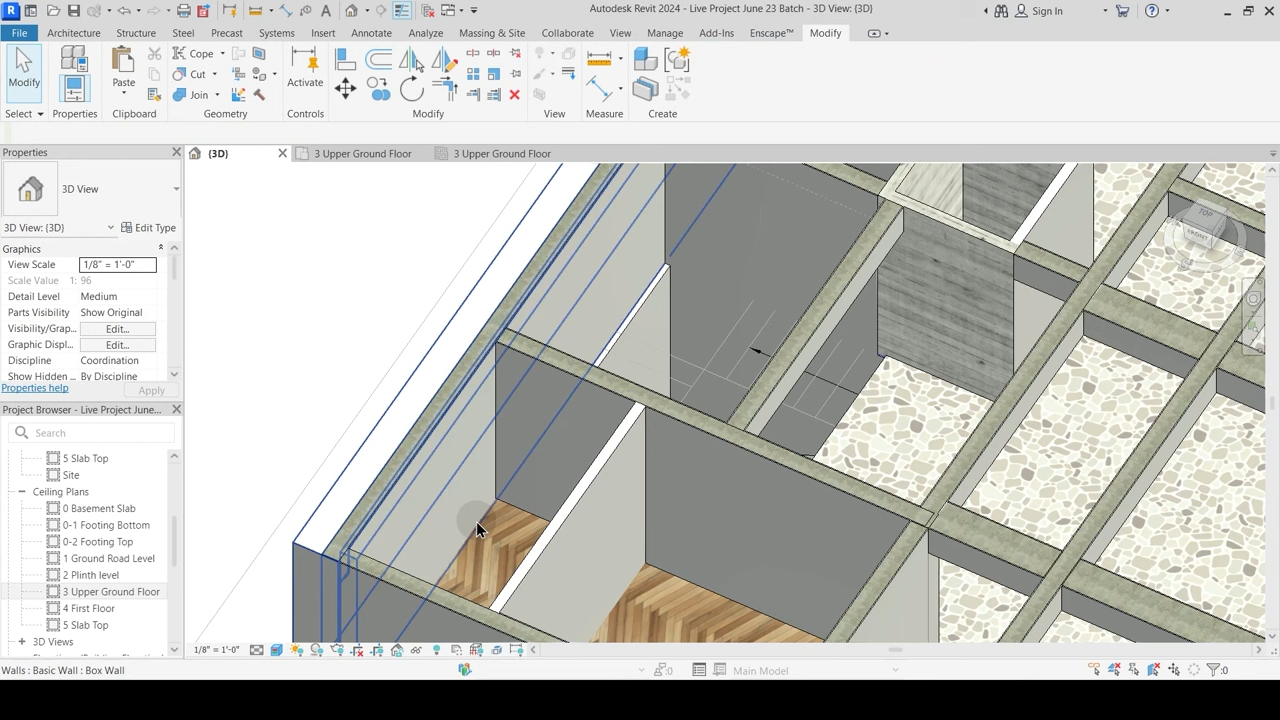 Autodesk Revit 2024 - Live Project June 23 Batch - 3D View: {3D}
Sign In
File Architecture Structure Steel Precast Systems Insert Annotate Analyze Massing & Site Collaborate View Manage Add-Ins Enscape™ Modify
Modify Paste Cope Cut Join Activate
Select Properties Clipboard Geometry Controls Modify View Measure Create
Properties
{3D} 3 Upper Ground Floor 3 Upper Ground Floor
3D View
3D View: {3D} Edit Type
Graphics
View Scale 1/8" = 1'-0"
Scale Value 1: 96
Detail Level Medium
Parts Visibility Show Original
Visibility/Grap... Edit...
Graphic Displ... Edit...
Discipline Coordination
Show Hidden ... By Discipline
Properties help Apply
Project Browser - Live Project June...
Search
5 Slab Top
Site
Ceiling Plans
0 Basement Slab
0-1 Footing Bottom
0-2 Footing Top
1 Ground Road Level
2 Plinth level
3 Upper Ground Floor
4 First Floor
5 Slab Top
3D Views
TOP
FRONT
1/8" = 1'-0"
Walls : Basic Wall : Box Wall
:0 Main Model :0